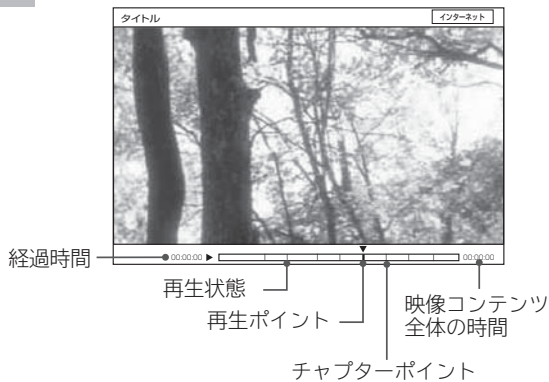 タイトル
インターネット
経過時間
00:00:00
00:00:00
再生状態
再生ポイント
映像コンテンツ
全体の時間
チャプターポイント